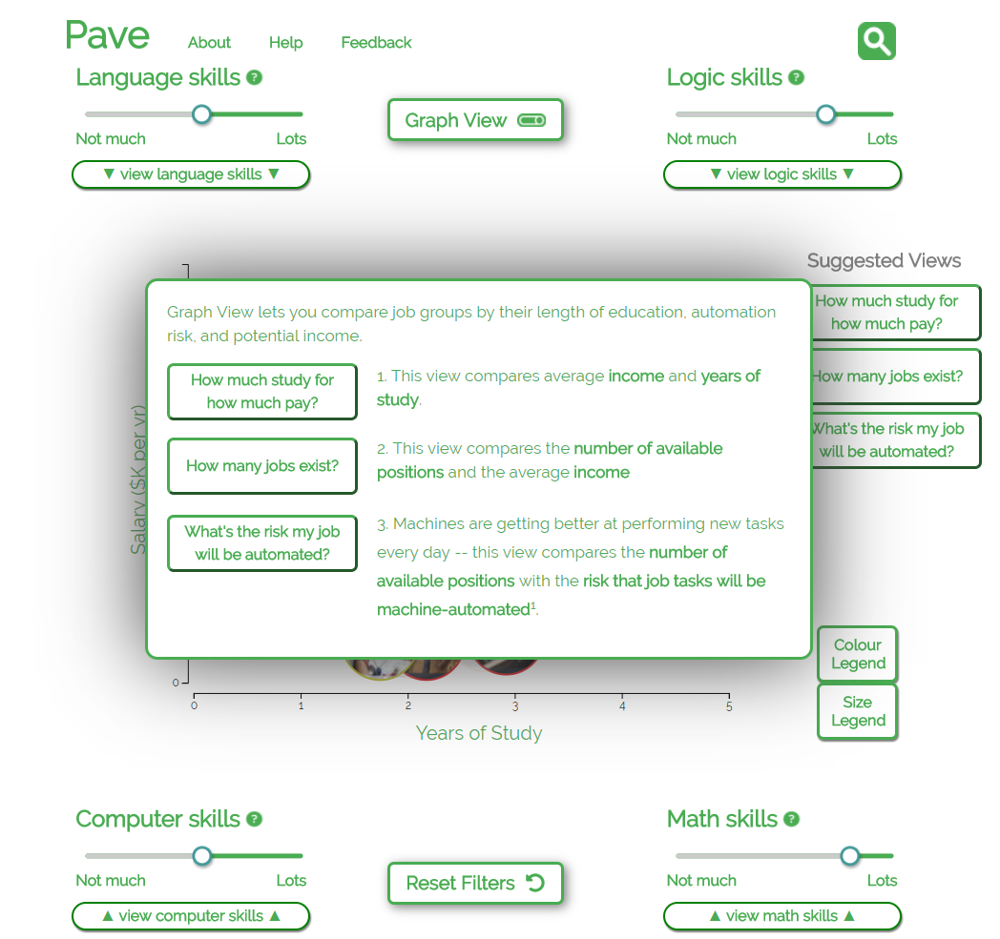 Pave
About Help Feedback
Language skills ?
Not much Lots
▼ view language skills ▼
Graph View
Logic skills ?
Not much Lots
▼ view logic skills ▼
Suggested Views
How much study for
how much pay?
How many jobs exist?
What's the risk my job
will be automated?
Salary ($K per yr)
Graph View lets you compare job groups by their length of education, automation
risk, and potential income.
How much study for
how much pay?
1. This view compares average income and years of
study.
How many jobs exist?
2. This view compares the number of available
positions and the average income
What's the risk my job
will be automated?
3. Machines are getting better at performing new tasks
every day -- this view compares the number of
available positions with the risk that job tasks will be
machine-automated¹.
Colour
Legend
Size
Legend
0
0 1 2 3 4 5
Years of Study
Computer skills ?
Not much Lots
▲ view computer skills ▲
Reset Filters
Math skills ?
Not much Lots
▲ view math skills ▲